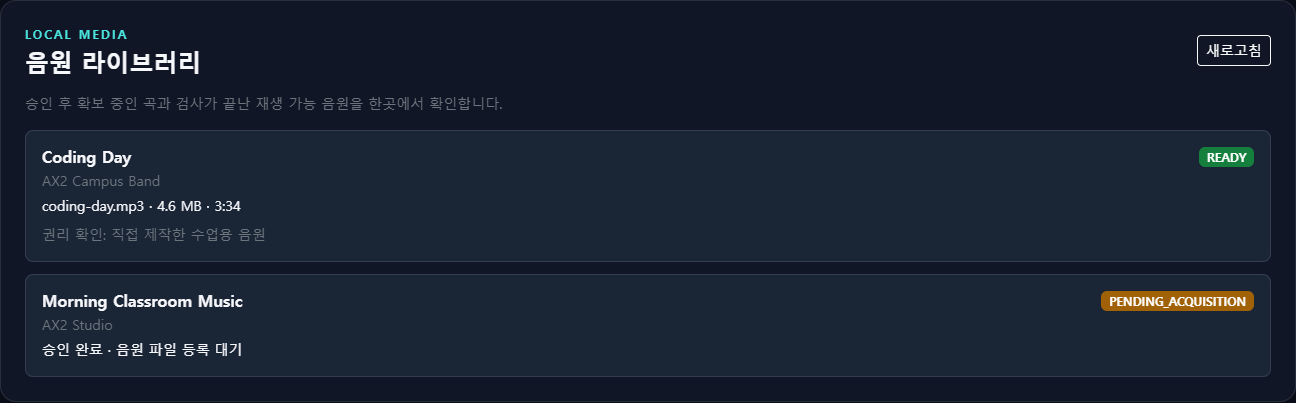 LOCAL MEDIA
음원 라이브러리
새로고침
승인 후 확보 중인 곡과 검사가 끝난 재생 가능 음원을 한곳에서 확인합니다.
Coding Day
READY
AX2 Campus Band
coding-day.mp3 · 4.6 MB · 3:34
권리 확인: 직접 제작한 수업용 음원
Morning Classroom Music
PENDING_ACQUISITION
AX2 Studio
승인 완료 · 음원 파일 등록 대기